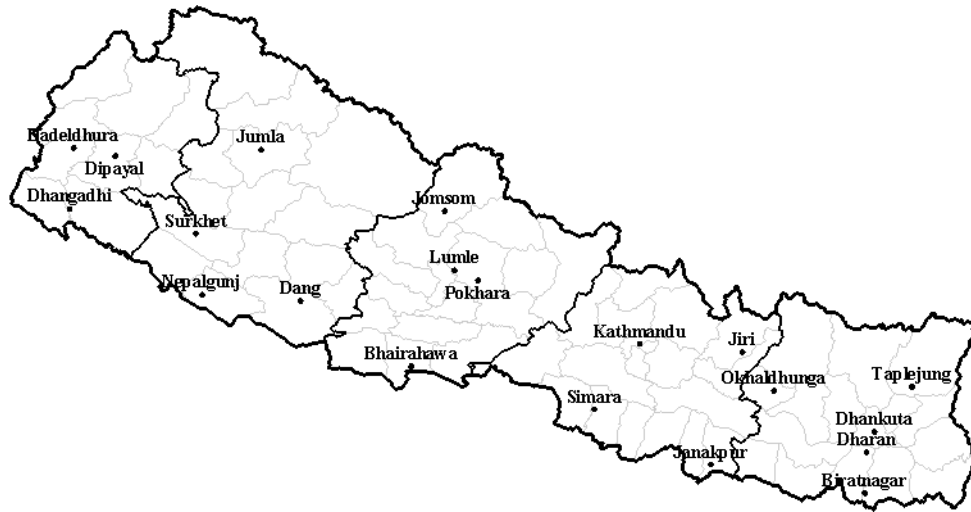 Dadeldhura
Jumla
Dipayal
Dhangadhi
Jomsom
Surkhet
Lumle
Nepalgunj
Dang
Pokhara
Kathmandu
Jiri
Bhairahawa
Okhaldhunga
Taplejung
Simara
Dhankuta
Dharan
Janakpur
Biratnagar